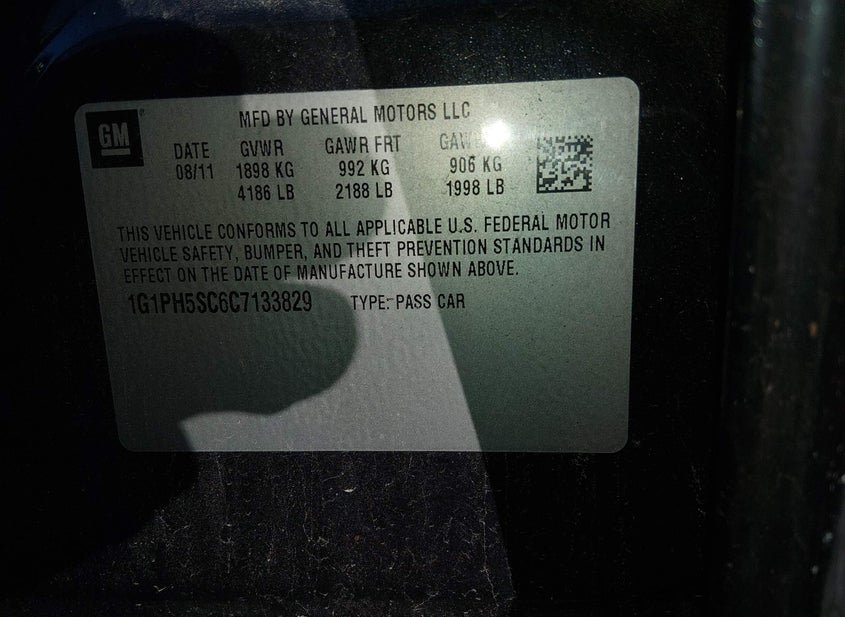 GM
MFD BY GENERAL MOTORS LLC
DATE GVWR GAWR FRT
08/11 1898 KG 992 KG 906 KG
4186 LB 2188 LB 1998 LB
THIS VEHICLE CONFORMS TO ALL APPLICABLE U.S. FEDERAL MOTOR
VEHICLE SAFETY, BUMPER, AND THEFT PREVENTION STANDARDS IN
EFFECT ON THE DATE OF MANUFACTURE SHOWN ABOVE.
1G1PH5SC6C7133829 TYPE: PASS CAR